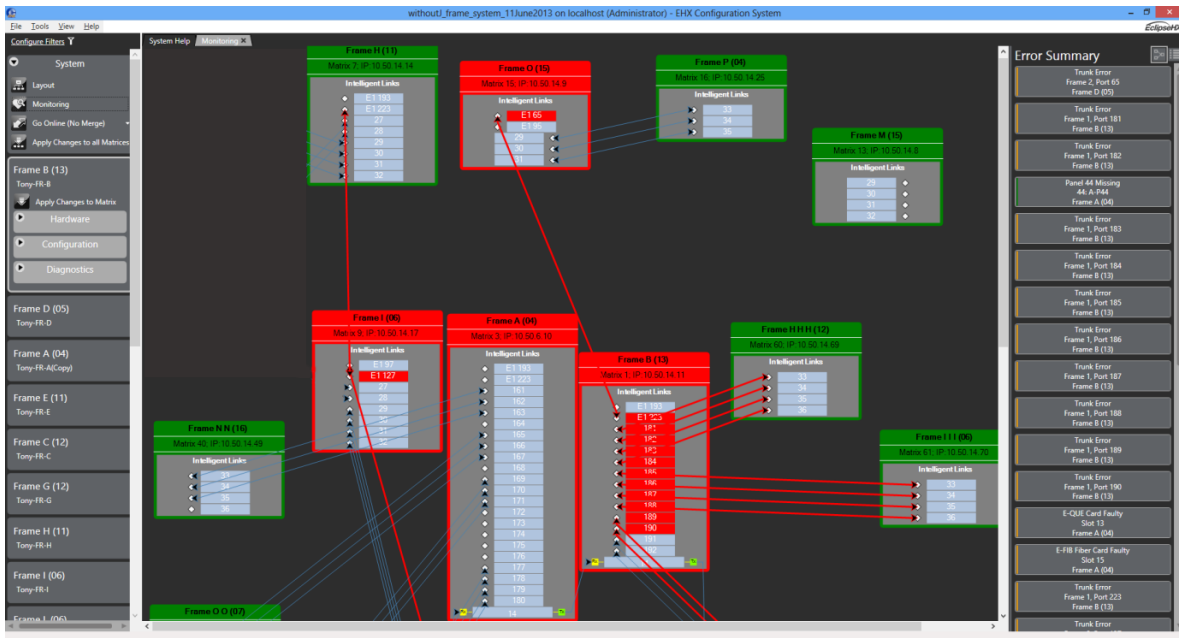 withoutJ_frame_system_11June2013 on localhost (Administrator) - EHX Configuration System
File Tools View Help
EclipseHX
Configure Filters
System
Layout
Monitoring
Go Online (No Merge)
Apply Changes to all Matrices
Frame B (13)
Tony-FR-B
Apply Changes to Matrix
Hardware
Configuration
Diagnostics
Frame D (05)
Tony-FR-D
Frame A (04)
Tony-FR-A(Copy)
Frame E (11)
Tony-FR-E
Frame C (12)
Tony-FR-C
Frame G (12)
Tony-FR-G
Frame H (11)
Tony-FR-H
Frame I (06)
Tony-FR-I
Frame L (06)
System Help Monitoring
Frame H (11)
Matrix 7; IP:10.50.14.14
Intelligent Links
E1 193
E1 223
27
28
29
30
31
32
Frame O (15)
Matrix 15; IP:10.50.14.9
Intelligent Links
E1 65
E1 95
29
30
31
Frame P (04)
Matrix 16; IP:10.50.14.25
Intelligent Links
33
34
35
Frame M (15)
Matrix 13; IP:10.50.14.8
Intelligent Links
29
30
31
32
Frame I (06)
Matrix 9; IP:10.50.14.17
Intelligent Links
E1 97
E1 127
27
28
29
30
31
32
Frame A (04)
Matrix 3; IP:10.50.6.10
Intelligent Links
E1 193
E1 223
161
162
163
164
165
166
167
168
169
170
171
172
173
174
175
176
177
178
179
180
14
Frame B (13)
Matrix 1; IP:10.50.14.11
Intelligent Links
E1 193
E1 223
181
182
183
184
185
186
187
188
189
190
191
192
Frame H H H (12)
Matrix 60; IP:10.50.14.69
Intelligent Links
33
34
35
36
Frame N N (16)
Matrix 40; IP:10.50.14.49
Intelligent Links
34
35
36
Frame I I I (06)
Matrix 61; IP:10.50.14.70
Intelligent Links
33
34
35
36
Frame O O (07)
Error Summary
Trunk Error
Frame 2, Port 65
Frame D (05)
Trunk Error
Frame 1, Port 181
Frame B (13)
Trunk Error
Frame 1, Port 182
Frame B (13)
Panel 44 Missing
44: A-P44
Frame A (04)
Trunk Error
Frame 1, Port 183
Frame B (13)
Trunk Error
Frame 1, Port 184
Frame B (13)
Trunk Error
Frame 1, Port 185
Frame B (13)
Trunk Error
Frame 1, Port 186
Frame B (13)
Trunk Error
Frame 1, Port 187
Frame B (13)
Trunk Error
Frame 1, Port 188
Frame B (13)
Trunk Error
Frame 1, Port 189
Frame B (13)
Trunk Error
Frame 1, Port 190
Frame B (13)
E-QUE Card Faulty
Slot 13
Frame A (04)
E-FIB Fiber Card Faulty
Slot 15
Frame A (04)
Trunk Error
Frame 1, Port 223
Frame B (13)
Trunk Error